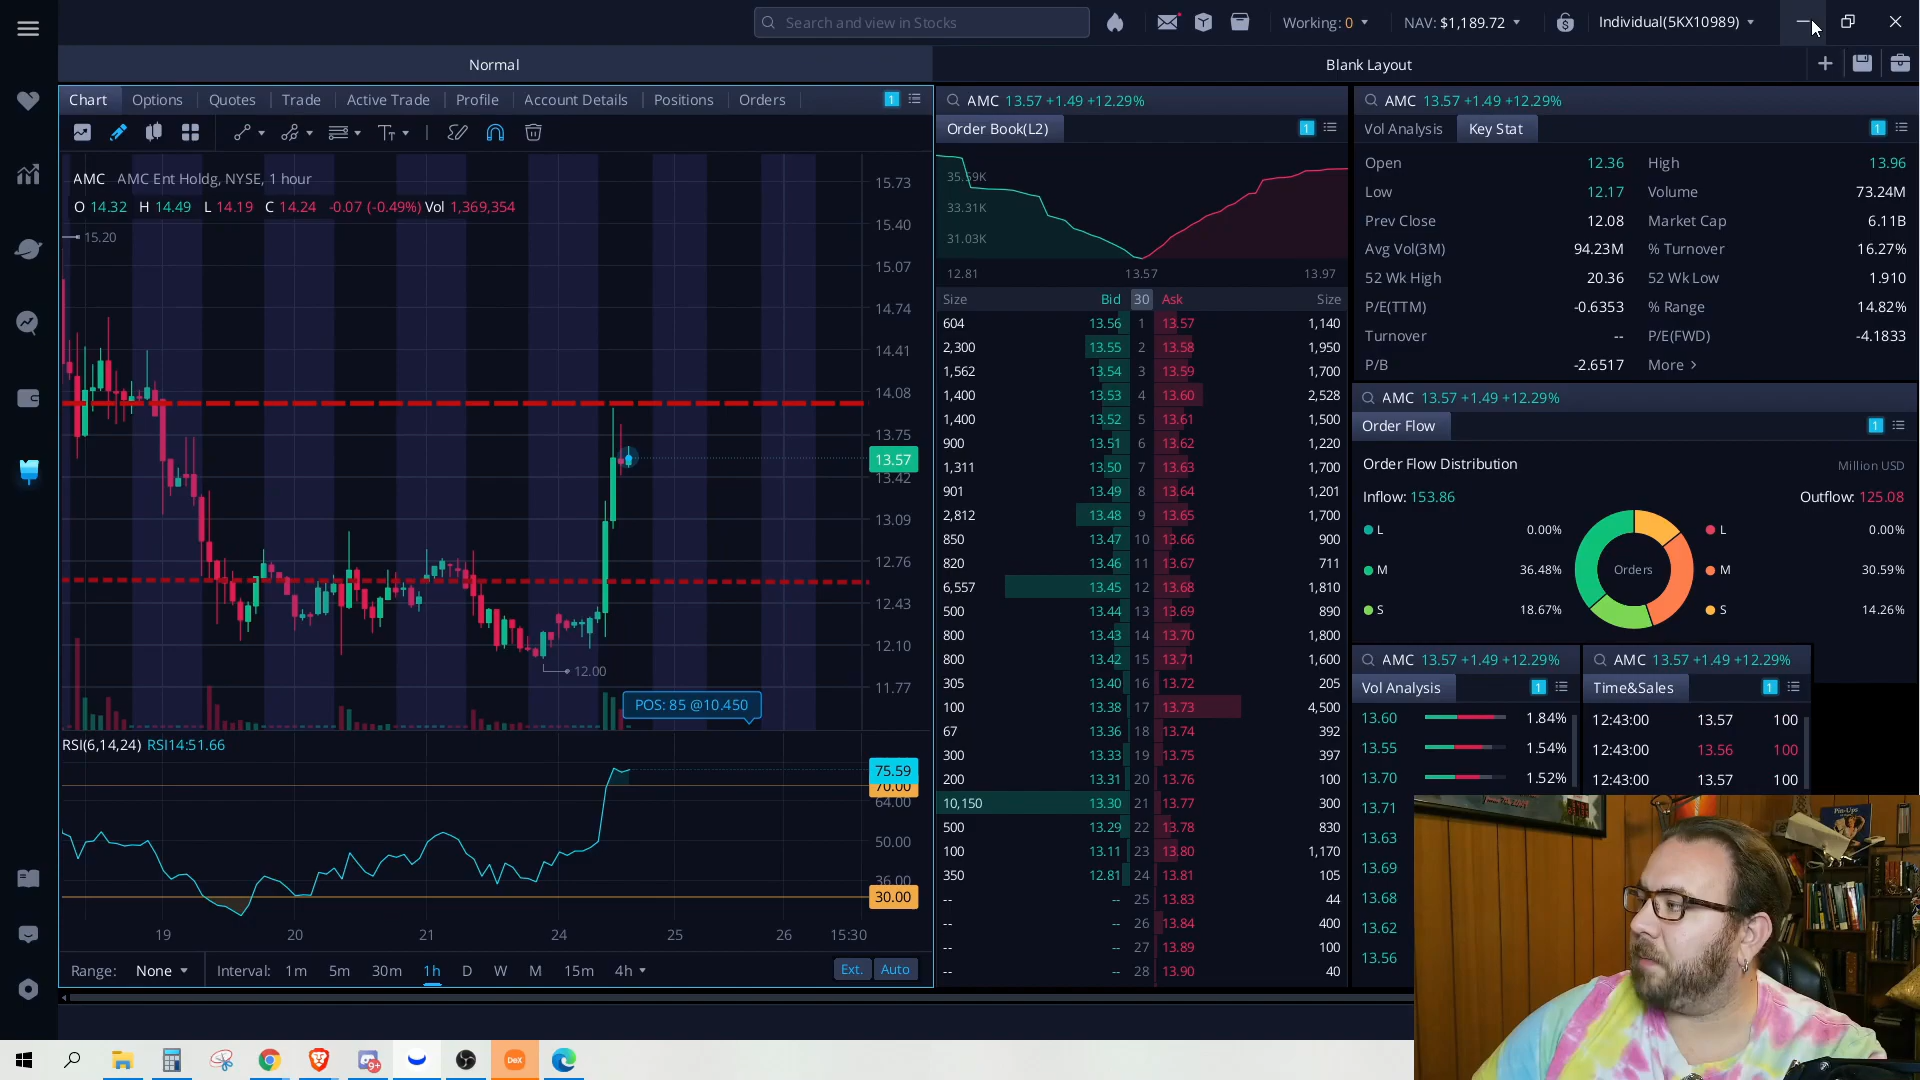 Search and view in Stocks
Working: 0
NAV: $1,189.72
Individual(5KX10989)
Normal
Blank Layout
Chart Options Quotes Trade Active Trade Profile Account Details Positions Orders 1
AMC AMC Ent Holdg, NYSE, 1 hour
O 14.32 H 14.49 L 14.19 C 14.24 -0.07 (-0.49%) Vol 1,369,354
15.20
15.73
15.40
15.07
14.74
14.41
14.08
13.75
13.57
13.42
13.09
12.76
12.43
12.10
11.77
12.00
POS: 85 @10.450
RSI(6,14,24) RSI14:51.66
75.59
70.00
64.00
50.00
36.00
30.00
19 20 21 24 25 26 15:30
Range: None Interval: 1m 5m 30m 1h D W M 15m 4h Ext. Auto
AMC 13.57 +1.49 +12.29%
Order Book(L2) 1
35.59K
33.31K
31.03K
12.81 13.57 13.97
Size Bid 30 Ask Size
604 13.56 1 13.57 1,140
2,300 13.55 2 13.58 1,950
1,562 13.54 3 13.59 1,700
1,400 13.53 4 13.60 2,528
1,400 13.52 5 13.61 1,500
900 13.51 6 13.62 1,220
1,311 13.50 7 13.63 1,700
901 13.49 8 13.64 1,201
2,812 13.48 9 13.65 1,700
850 13.47 10 13.66 900
820 13.46 11 13.67 711
6,557 13.45 12 13.68 1,810
500 13.44 13 13.69 890
800 13.43 14 13.70 1,800
800 13.42 15 13.71 1,600
305 13.40 16 13.72 205
100 13.38 17 13.73 4,500
67 13.36 18 13.74 392
300 13.33 19 13.75 397
200 13.31 20 13.76 100
10,150 13.30 21 13.77 300
500 13.29 22 13.78 830
100 13.11 23 13.80 1,170
350 12.81 24 13.81 105
-- -- 25 13.83 44
-- -- 26 13.84 400
-- -- 27 13.89 100
-- -- 28 13.90 40
AMC 13.57 +1.49 +12.29%
Vol Analysis Key Stat 1
Open 12.36 High 13.96
Low 12.17 Volume 73.24M
Prev Close 12.08 Market Cap 6.11B
Avg Vol(3M) 94.23M % Turnover 16.27%
52 Wk High 20.36 52 Wk Low 1.910
P/E(TTM) -0.6353 % Range 14.82%
Turnover -- P/E(FWD) -4.1833
P/B -2.6517 More >
AMC 13.57 +1.49 +12.29%
Order Flow 1
Order Flow Distribution Million USD
Inflow: 153.86 Outflow: 125.08
L 0.00% L 0.00%
M 36.48% Orders M 30.59%
S 18.67% S 14.26%
AMC 13.57 +1.49 +12.29%
Vol Analysis 1
13.60 1.84%
13.55 1.54%
13.70 1.52%
13.71
13.63
13.69
13.68
13.62
13.56
AMC 13.57 +1.49 +12.29%
Time&Sales 1
12:43:00 13.57 100
12:43:00 13.56 100
12:43:00 13.57 100
Pin-Ups
9+
DeX